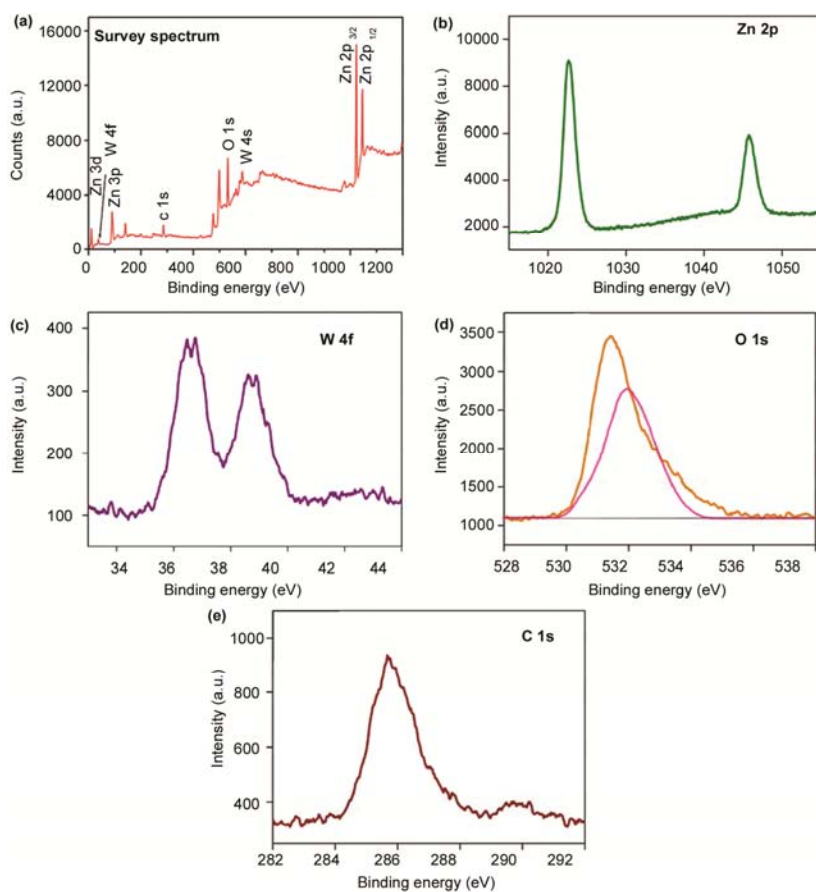 (a)
Survey spectrum
Counts (a.u.)
16000
12000
8000
4000
0
Zn 3d
W 4f
Zn 3p
c 1s
O 1s
W 4s
Zn 2p 3/2
Zn 2p 1/2
0 200 400 600 800 1000 1200
Binding energy (eV)
(b)
Zn 2p
Intensity (a.u.)
10000
8000
6000
4000
2000
1020 1030 1040 1050
Binding energy (eV)
(c)
W 4f
Intensity (a.u.)
400
300
200
100
34 36 38 40 42 44
Binding energy (eV)
(d)
O 1s
Intensity (a.u.)
3500
3000
2500
2000
1500
1000
528 530 532 534 536 538
Binding energy (eV)
(e)
C 1s
Intensity (a.u.)
1000
800
600
400
282 284 286 288 290 292
Binding energy (eV)